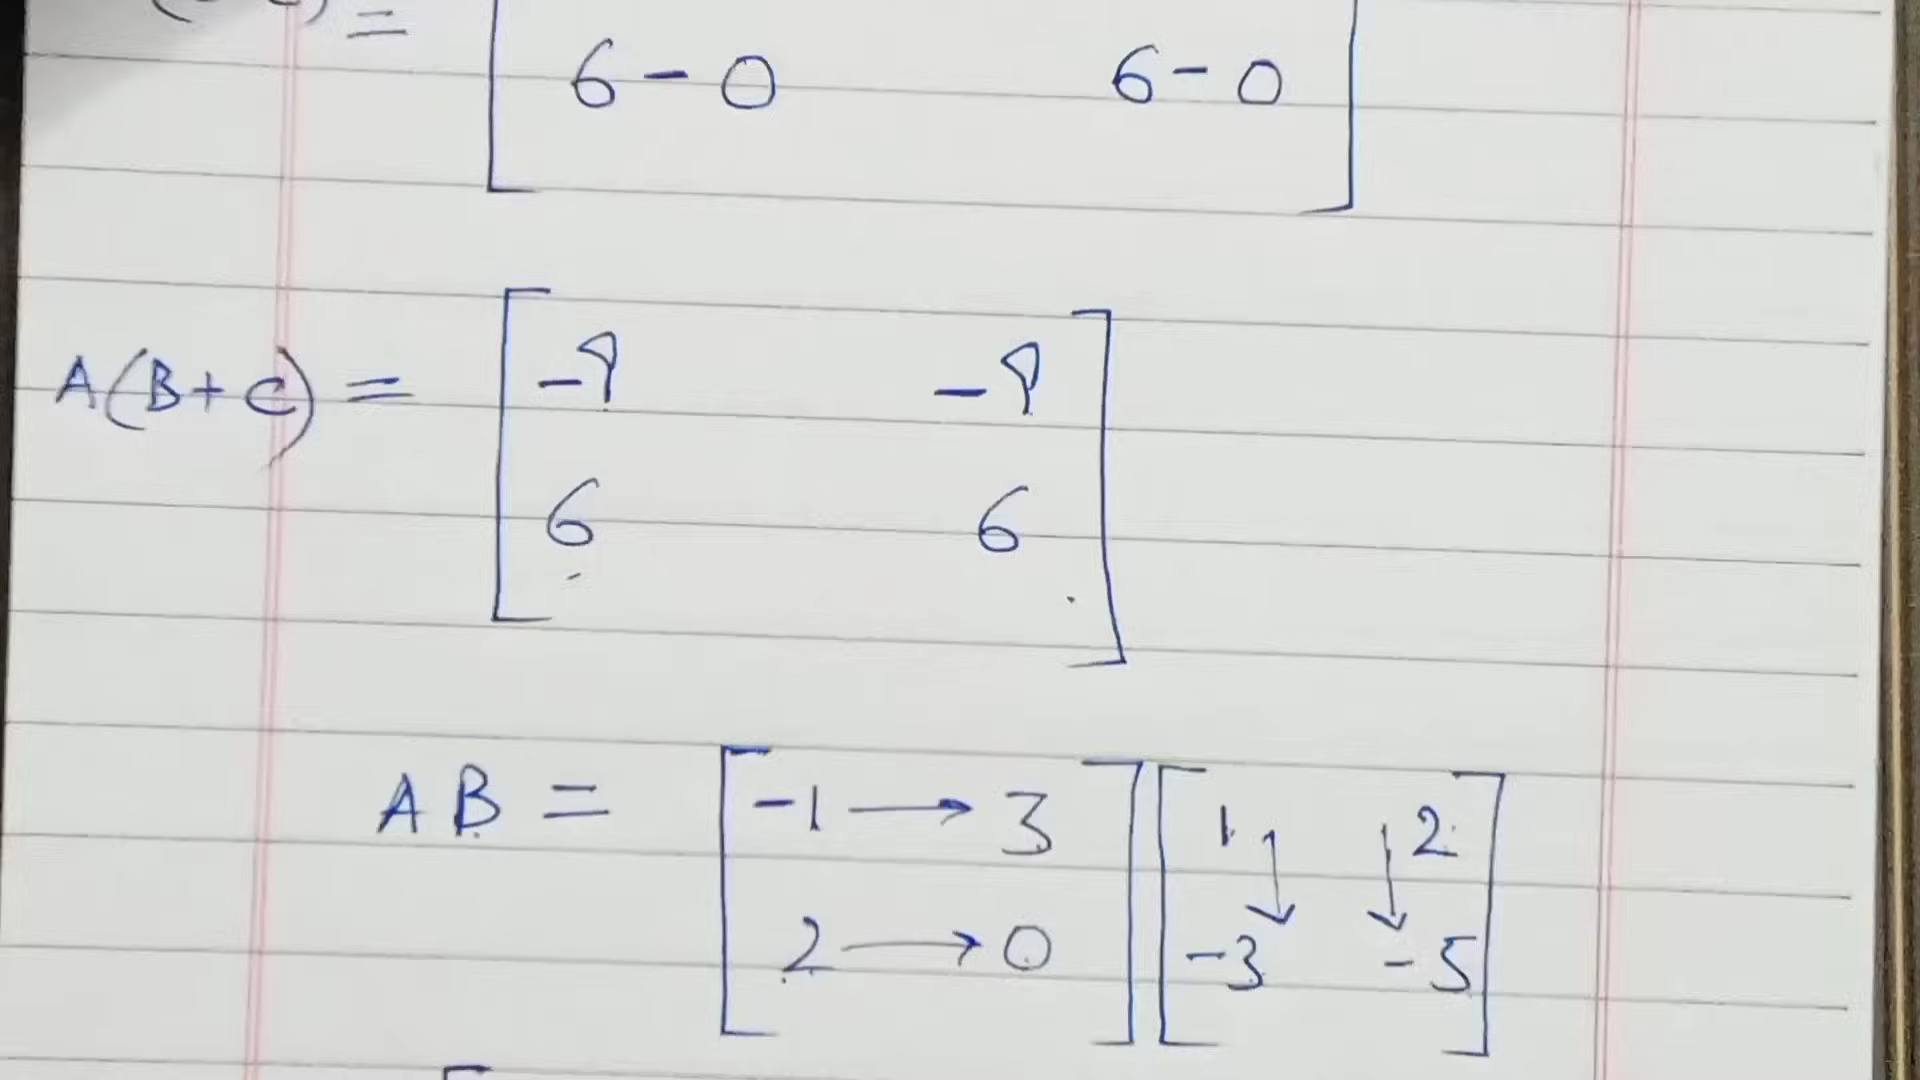 ) =
6 - 0 6 - 0
A(B+C) = [ -9 -9
6 6 ]
AB = [ -1 → 3 ] [ 1 2
2 → 0 -3 -5 ]